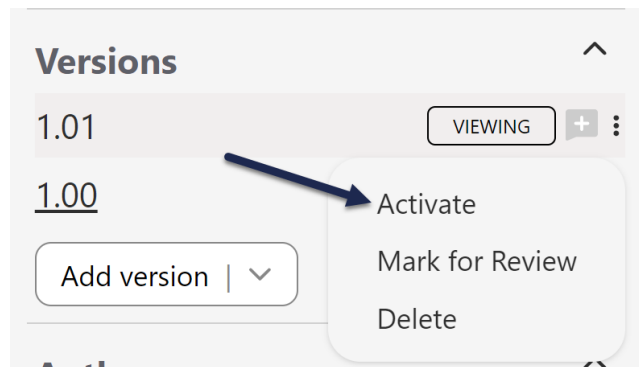 Versions
1.01 VIEWING
1.00
Activate
Mark for Review
Add version
Delete